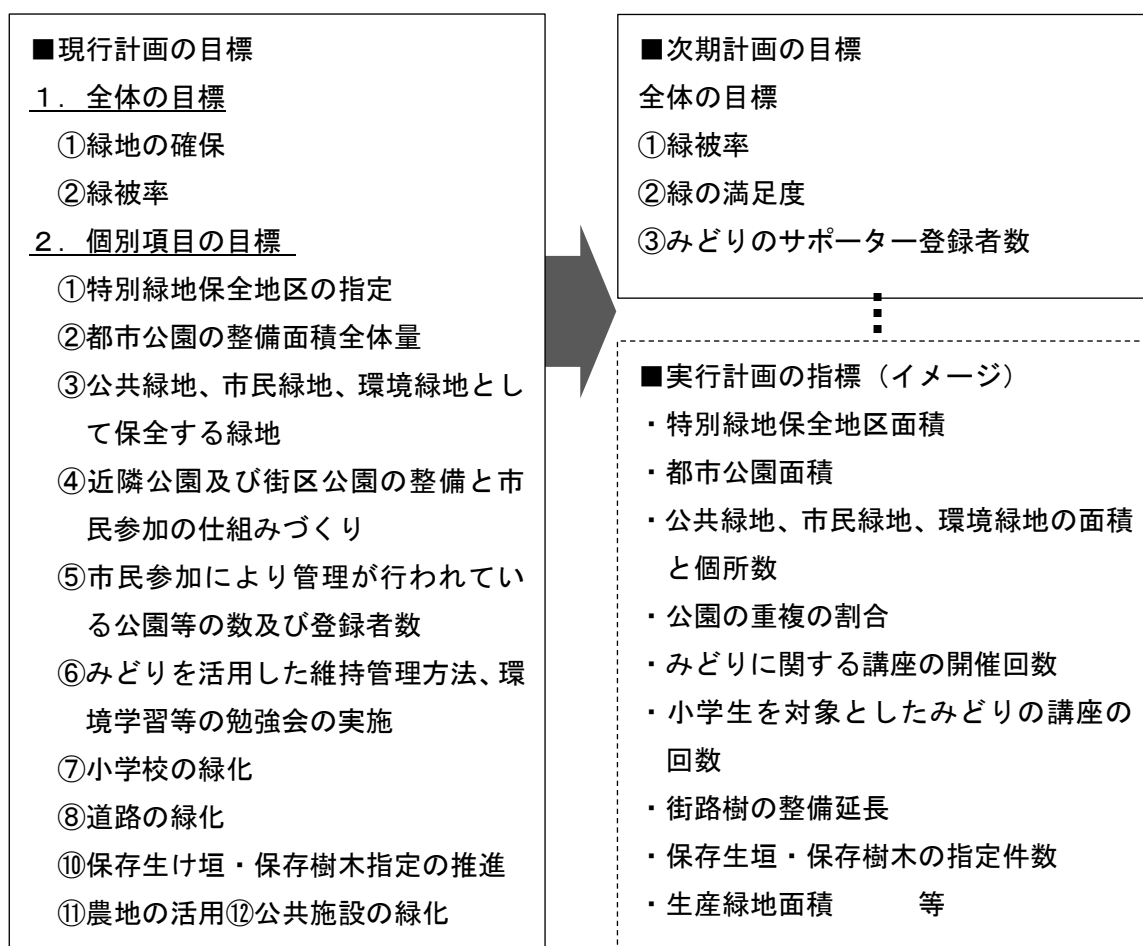 ■現行計画の目標
１．全体の目標
①緑地の確保
②緑被率
２．個別項目の目標
①特別緑地保全地区の指定
②都市公園の整備面積全体量
③公共緑地、市民緑地、環境緑地とし
て保全する緑地
④近隣公園及び街区公園の整備と市
民参加の仕組みづくり
⑤市民参加により管理が行われてい
る公園等の数及び登録者数
⑥みどりを活用した維持管理方法、環
境学習等の勉強会の実施
⑦小学校の緑化
⑧道路の緑化
⑩保存生け垣・保存樹木指定の推進
⑪農地の活用⑫公共施設の緑化
■次期計画の目標
全体の目標
①緑被率
②緑の満足度
③みどりのサポーター登録者数
■実行計画の指標（イメージ）
・特別緑地保全地区面積
・都市公園面積
・公共緑地、市民緑地、環境緑地の面積
と個所数
・公園の重複の割合
・みどりに関する講座の開催回数
・小学生を対象としたみどりの講座の
回数
・街路樹の整備延長
・保存生垣・保存樹木の指定件数
・生産緑地面積　　　等